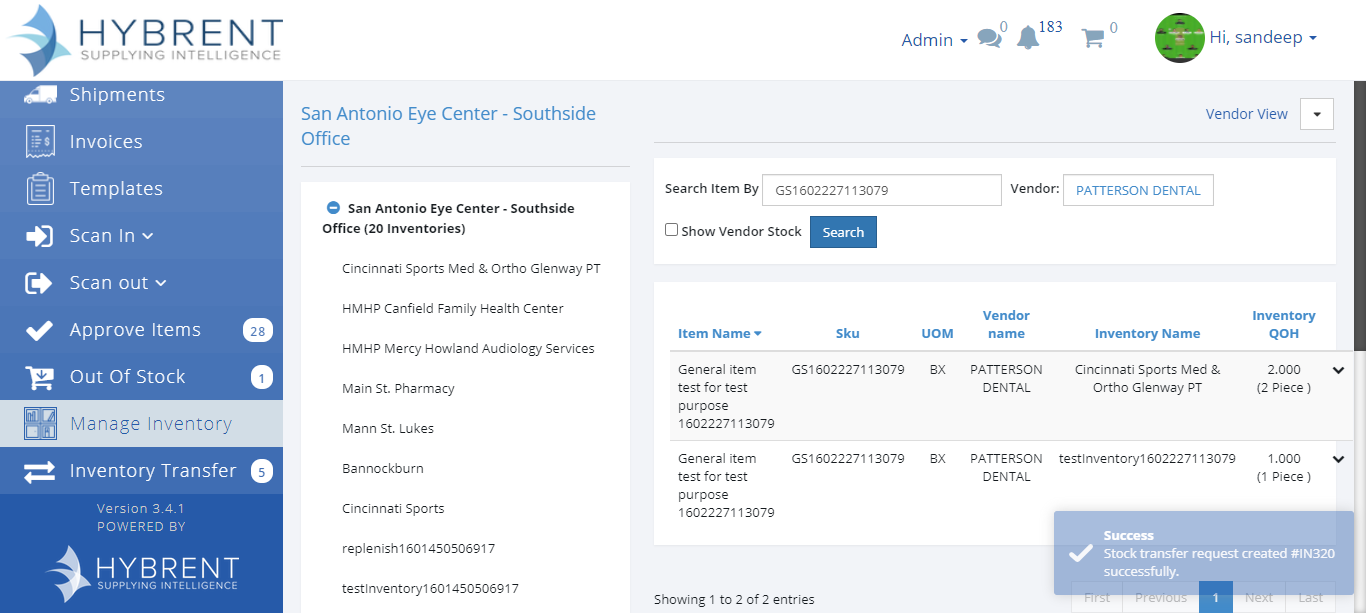 HYBRENT
SUPPLYING INTELLIGENCE
Admin
0
183
0
Hi, sandeep
Shipments
Invoices
Templates
Scan In
Scan out
Approve Items 28
Out Of Stock 1
Manage Inventory
Inventory Transfer 5
Version 3.4.1
POWERED BY
HYBRENT
SUPPLYING INTELLIGENCE
San Antonio Eye Center - Southside
Office
San Antonio Eye Center - Southside
Office (20 Inventories)
Cincinnati Sports Med & Ortho Glenway PT
HMHP Canfield Family Health Center
HMHP Mercy Howland Audiology Services
Main St. Pharmacy
Mann St. Lukes
Bannockburn
Cincinnati Sports
replenish1601450506917
testInventory1601450506917
Vendor View
Search Item By GS1602227113079 Vendor: PATTERSON DENTAL
Show Vendor Stock Search
Item Name Sku UOM Vendor name Inventory Name Inventory QOH
General item GS1602227113079 BX PATTERSON Cincinnati Sports Med & 2.000
test for test DENTAL Ortho Glenway PT (2 Piece )
purpose
1602227113079
General item GS1602227113079 BX PATTERSON testInventory1602227113079 1.000
test for test DENTAL (1 Piece )
purpose
1602227113079
Success
Stock transfer request created #IN320
successfully.
Showing 1 to 2 of 2 entries
First Previous 1 Next Last